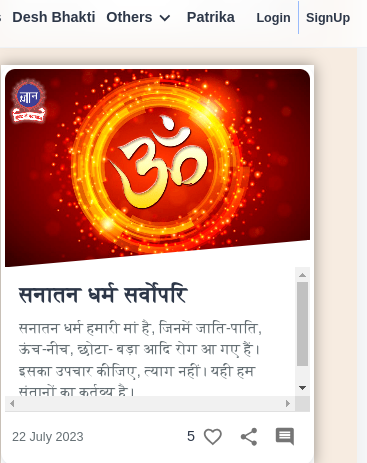 Desh Bhakti Others Patrika Login SignUp
ज्ञान
ॐ
सनातन धर्म सर्वोपरि
सनातन धर्म हमारी मां है, जिनमें जाति-पाति,
ऊंच-नीच, छोटा- बड़ा आदि रोग आ गए हैं।
इसका उपचार कीजिए, त्याग नहीं। यही हम
संतानों का कर्तव्य है।
22 July 2023 5